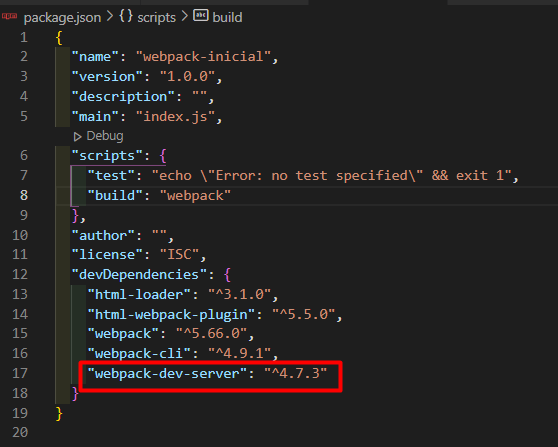 package.json > scripts > build
1 {
2 "name": "webpack-inicial",
3 "version": "1.0.0",
4 "description": "",
5 "main": "index.js",
Debug
6 "scripts": {
7 "test": "echo \"Error: no test specified\" && exit 1",
8 "build": "webpack"
9 },
10 "author": "",
11 "license": "ISC",
12 "devDependencies": {
13 "html-loader": "^3.1.0",
14 "html-webpack-plugin": "^5.5.0",
15 "webpack": "^5.66.0",
16 "webpack-cli": "^4.9.1",
17 "webpack-dev-server": "^4.7.3"
18 }
19 }
20